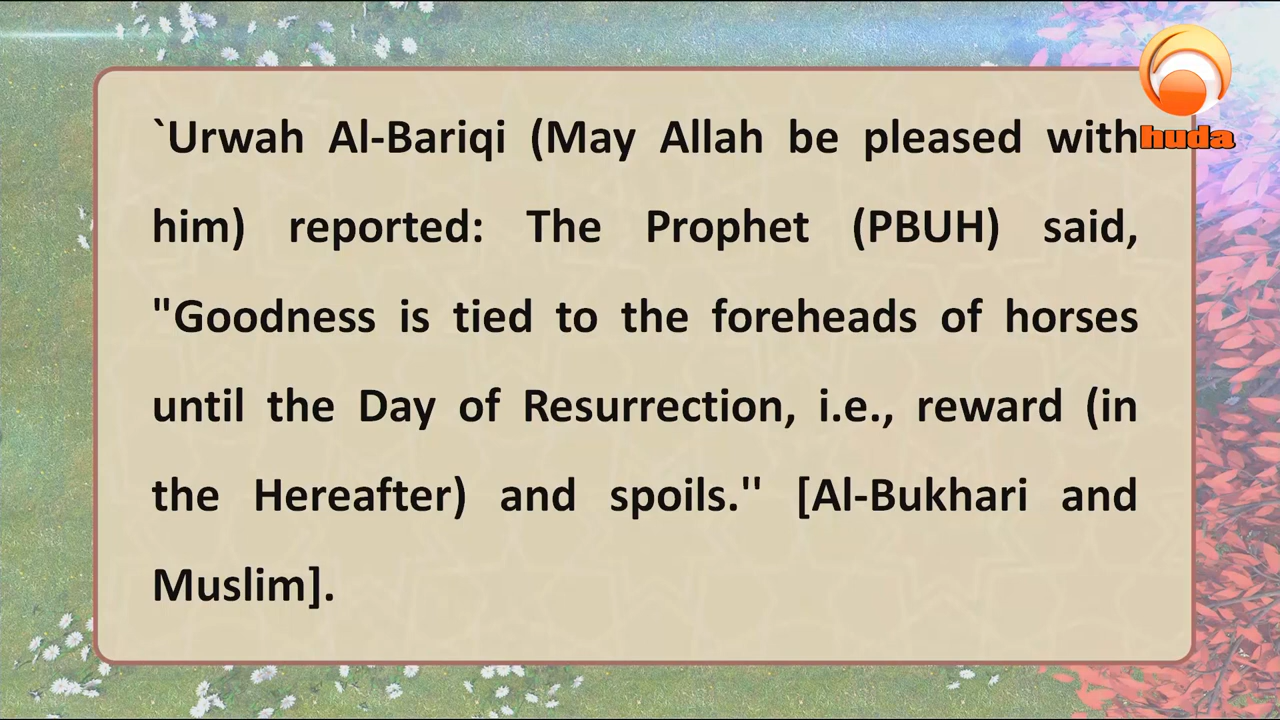 `Urwah Al-Bariqi (May Allah be pleased with
him) reported: The Prophet (PBUH) said,
"Goodness is tied to the foreheads of horses
until the Day of Resurrection, i.e., reward (in
the Hereafter) and spoils.'' [Al-Bukhari and
Muslim].
huda